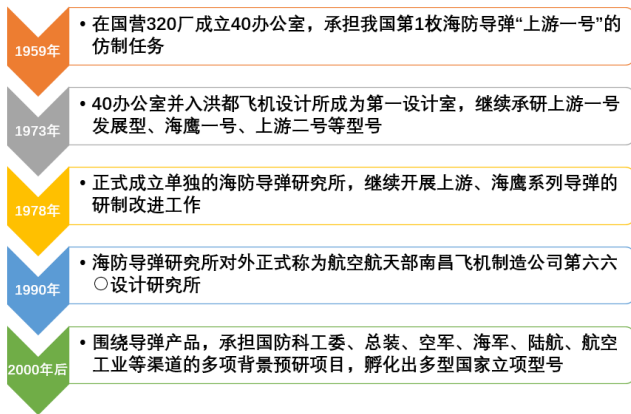 1959年
• 在国营320厂成立40办公室，承担我国第1枚海防导弹“上游一号”的
仿制任务
1973年
• 40办公室并入洪都飞机设计所成为第一设计室，继续承研上游一号
发展型、海鹰一号、上游二号等型号
1978年
• 正式成立单独的海防导弹研究所，继续开展上游、海鹰系列导弹的
研制改进工作
1990年
• 海防导弹研究所对外正式称为航空航天部南昌飞机制造公司第六六
〇设计研究所
2000年后
• 围绕导弹产品，承担国防科工委、总装、空军、海军、陆航、航空
工业等渠道的多项背景预研项目，孵化出多型国家立项型号